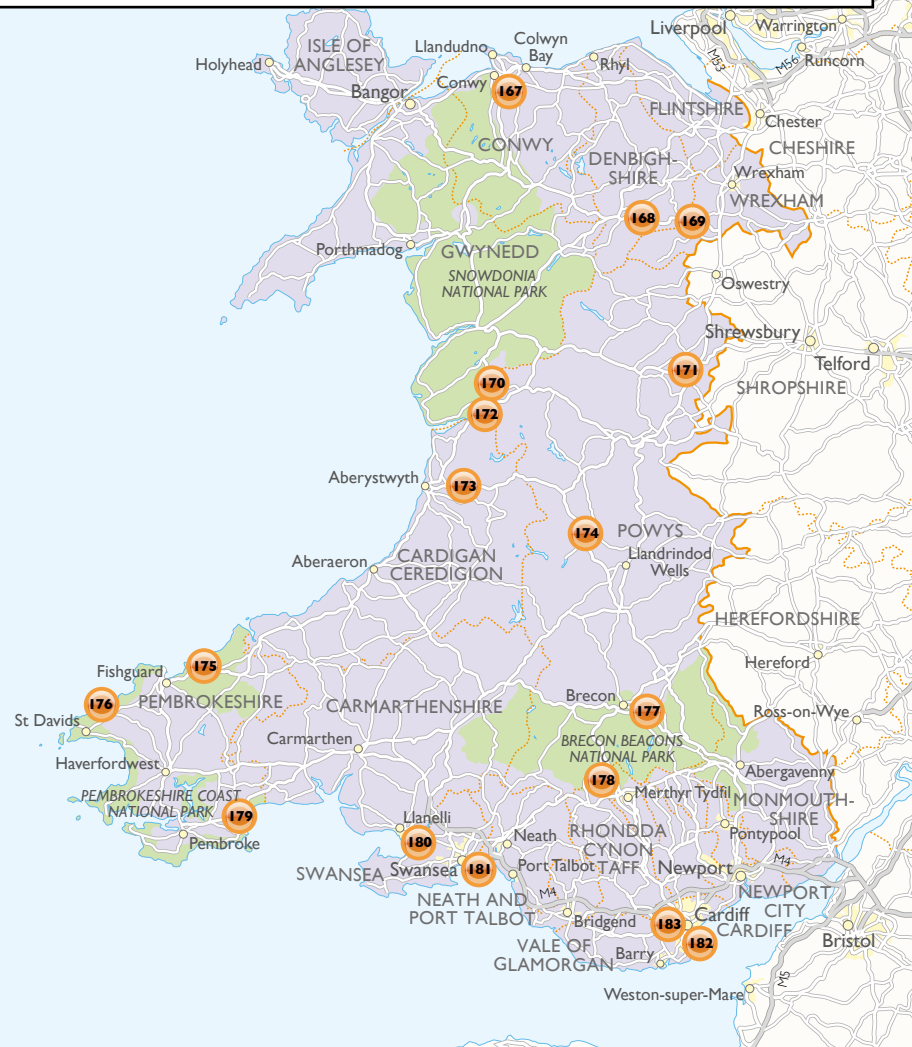 Liverpool
Warrington
ISLE OF
ANGLESEY
Llandudno
Colwyn
Bay
Holyhead
Rhyl
M53
M56
Runcorn
Conwy
167
Bangor
FLINTSHIRE
Chester
CONWY
CHESHIRE
DENBIGH-
SHIRE
Wrexham
WREXHAM
168
169
Porthmadog
GWYNEDD
SNOWDONIA
NATIONAL PARK
Oswestry
Shrewsbury
Telford
171
170
SHROPSHIRE
172
Aberystwyth
173
174
POWYS
Llandrindod
Wells
Aberaeron
CARDIGAN
CEREDIGION
HEREFORDSHIRE
Hereford
175
Fishguard
176
PEMBROKESHIRE
CARMARTHENSHIRE
Brecon
177
Ross-on-Wye
St Davids
Carmarthen
BRECON BEACONS
NATIONAL PARK
Haverfordwest
178
Abergavenny
PEMBROKESHIRE COAST
NATIONAL PARK
Merthyr Tydfil
MONMOUTH-
SHIRE
179
Llanelli
Pembroke
180
Neath
RHONDDA
CYNON
TAFF
Pontypool
SWANSEA
Swansea
181
Port Talbot
Newport
M4
M4
NEATH AND
PORT TALBOT
NEWPORT
CITY
Bridgend
183
Cardiff
CARDIFF
182
Bristol
VALE OF
GLAMORGAN
Barry
M5
Weston-super-Mare